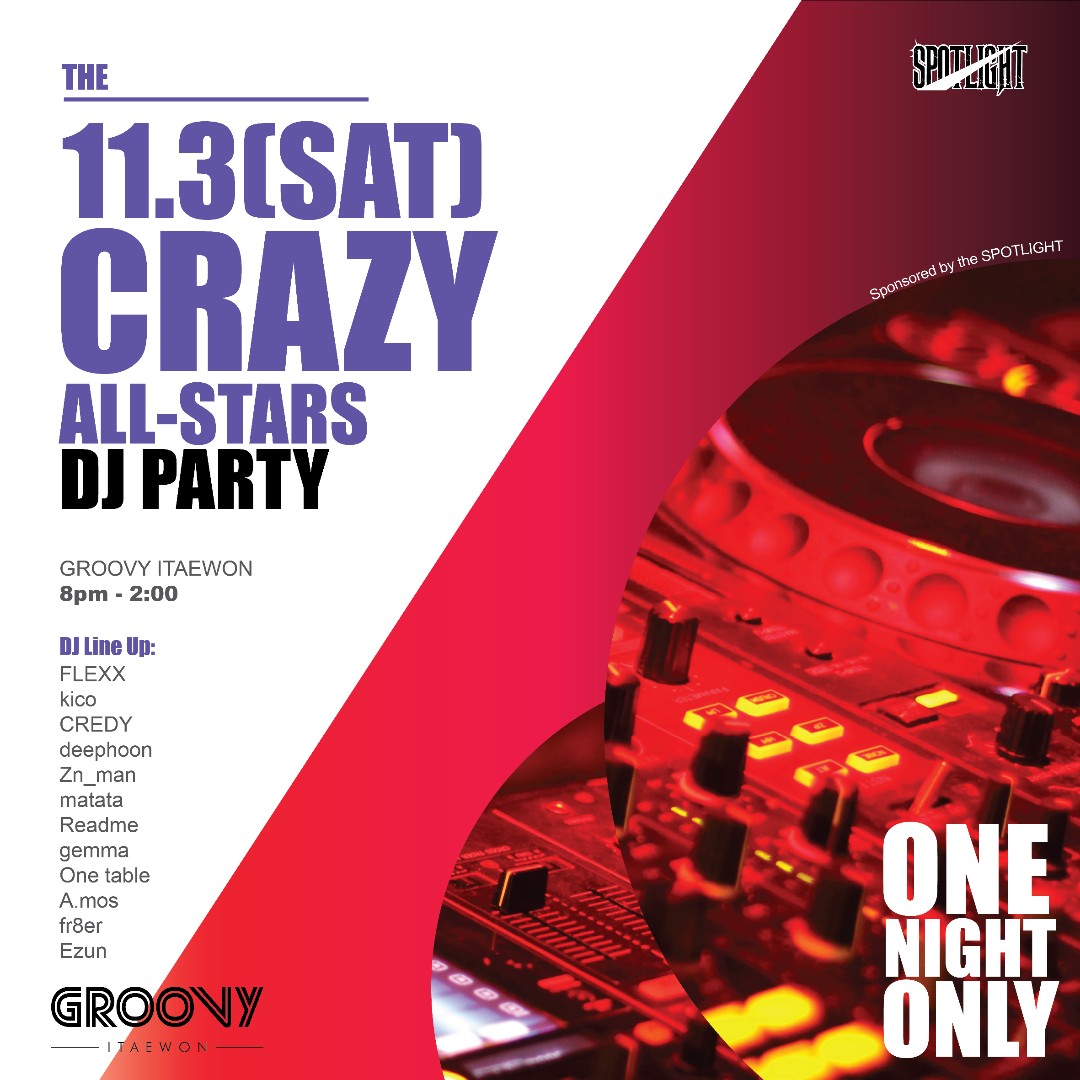 THE
11.3(SAT)
CRAZY
ALL-STARS
DJ PARTY
GROOVY ITAEWON
8pm - 2:00
DJ Line Up:
FLEXX
kico
CREDY
deephoon
Zn_man
matata
Readme
gemma
One table
A.mos
fr8er
Ezun
GROOVY
ITAEWON
SPOTLIGHT
Sponsored by the SPOTLIGHT
ONE
NIGHT
ONLY